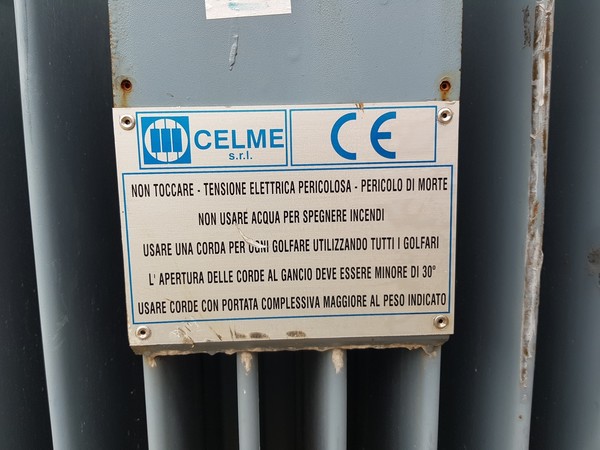 CELME
s.r.l.
CE
NON TOCCARE - TENSIONE ELETTRICA PERICOLOSA - PERICOLO DI MORTE
NON USARE ACQUA PER SPEGNERE INCENDI
USARE UNA CORDA PER OGNI GOLFARE UTILIZZANDO TUTTI I GOLFARI
L' APERTURA DELLE CORDE AL GANCIO DEVE ESSERE MINORE DI 30°
USARE CORDE CON PORTATA COMPLESSIVA MAGGIORE AL PESO INDICATO